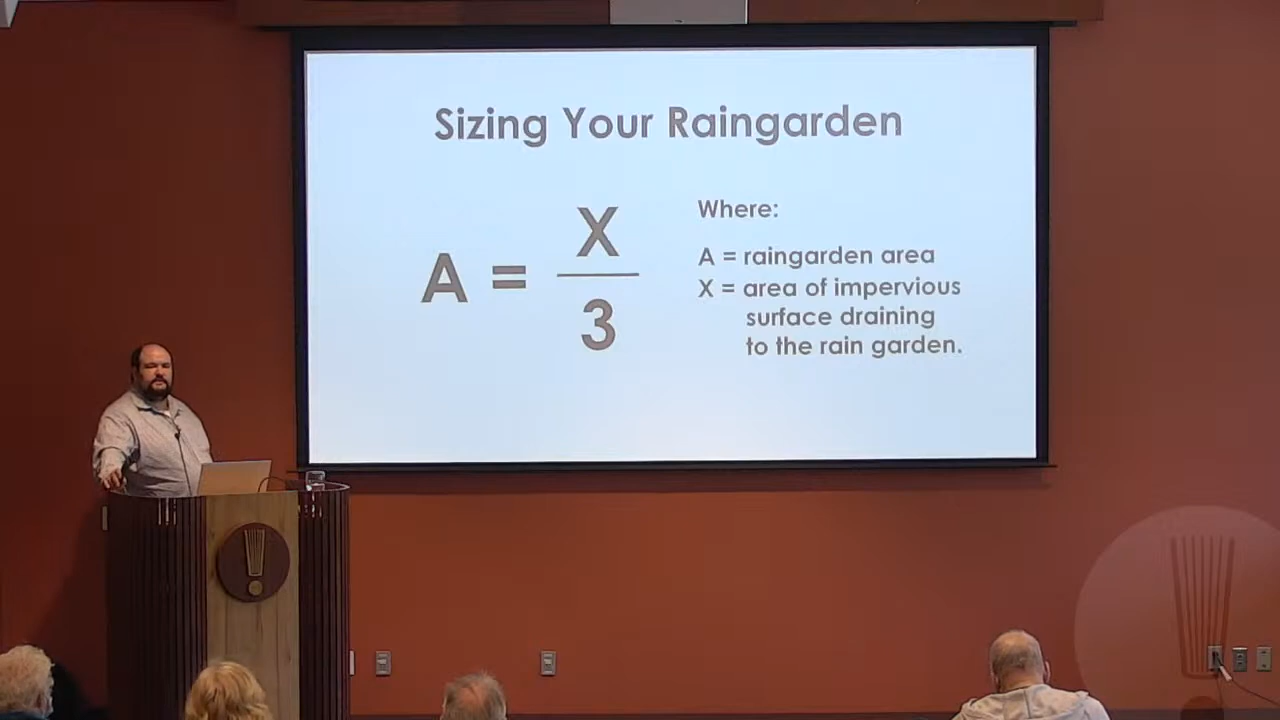 Sizing Your Raingarden
A = X
3
Where:
A = raingarden area
X = area of impervious
surface draining
to the rain garden.